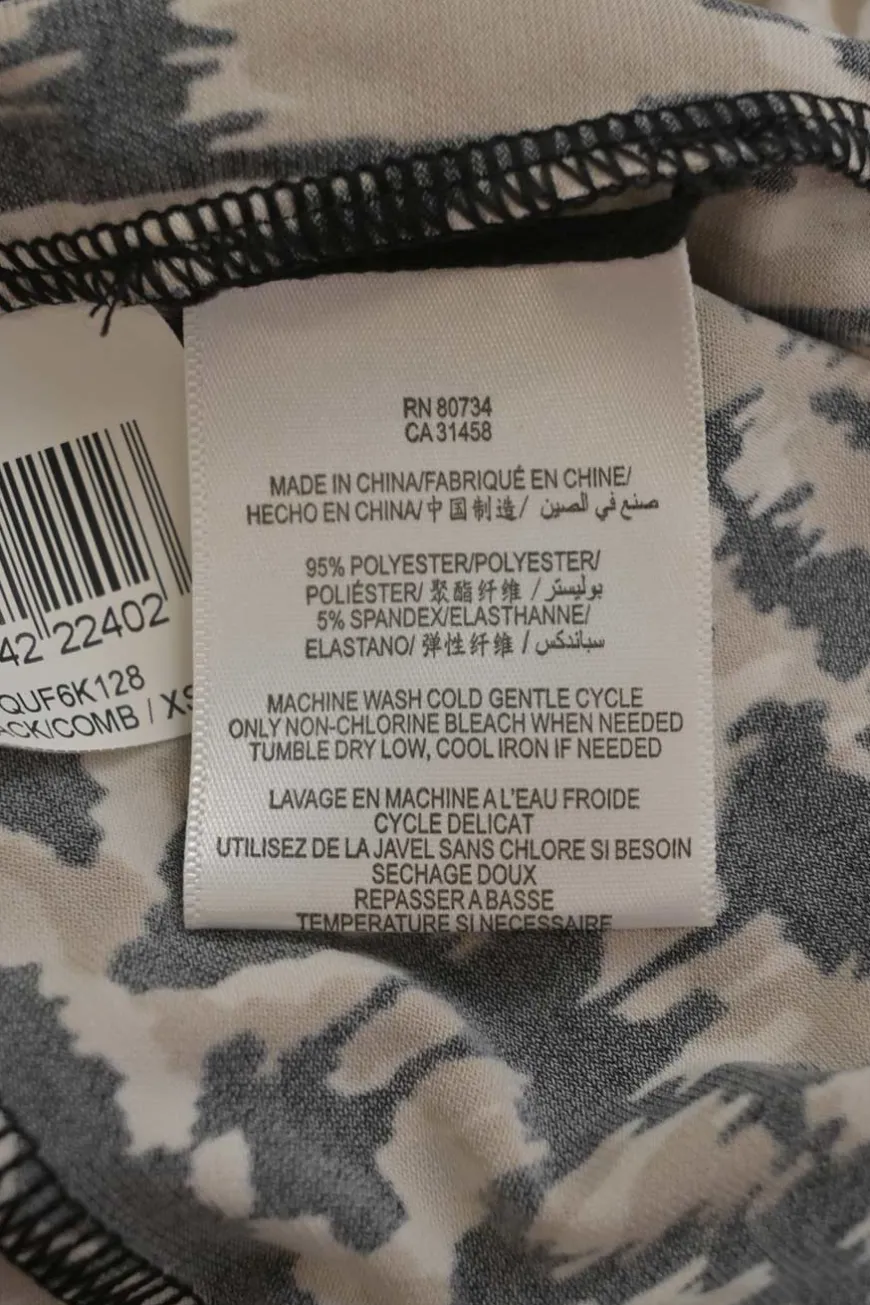 RN 80734
CA 31458
MADE IN CHINA/FABRIQUÉ EN CHINE/
HECHO EN CHINA/中国制造/ صنع في الصين
95% POLYESTER/POLYESTER/
POLIÉSTER/ 聚酯纤维 / بوليستر
5% SPANDEX/ELASTHANNE/
ELASTANO/ 弹性纤维 / سباندكس
MACHINE WASH COLD GENTLE CYCLE
ONLY NON-CHLORINE BLEACH WHEN NEEDED
TUMBLE DRY LOW, COOL IRON IF NEEDED
LAVAGE EN MACHINE A L'EAU FROIDE
CYCLE DELICAT
UTILISEZ DE LA JAVEL SANS CHLORE SI BESOIN
SECHAGE DOUX
REPASSER A BASSE
TEMPERATURE SI NECESSAIRE
42 22402
QUF6K128
ACK/COMB / XS